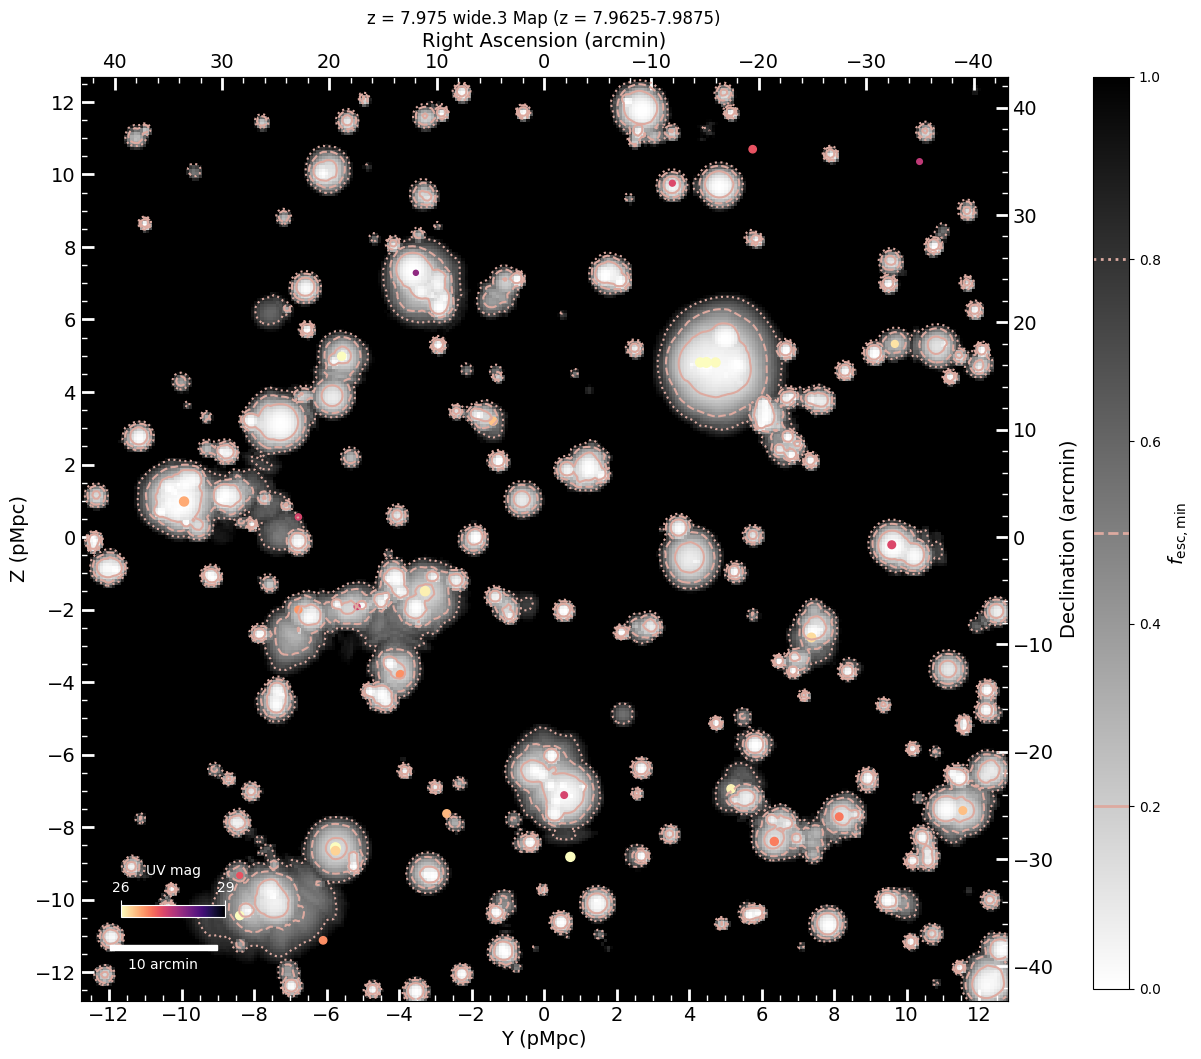 z = 7.975 wide.3 Map (z = 7.9625-7.9875)
Right Ascension (arcmin)
40 30 20 10 0 −10 −20 −30 −40
12
10
8
6
4
2
0
−2
−4
−6
−8
−10
−12
Z (pMpc)
−12 −10 −8 −6 −4 −2 0 2 4 6 8 10 12
Y (pMpc)
UV mag
26 29
10 arcmin
40
30
20
10
0
−10
−20
−30
−40
Declination (arcmin)
1.0
0.8
0.6
0.4
0.2
0.0
fesc,min